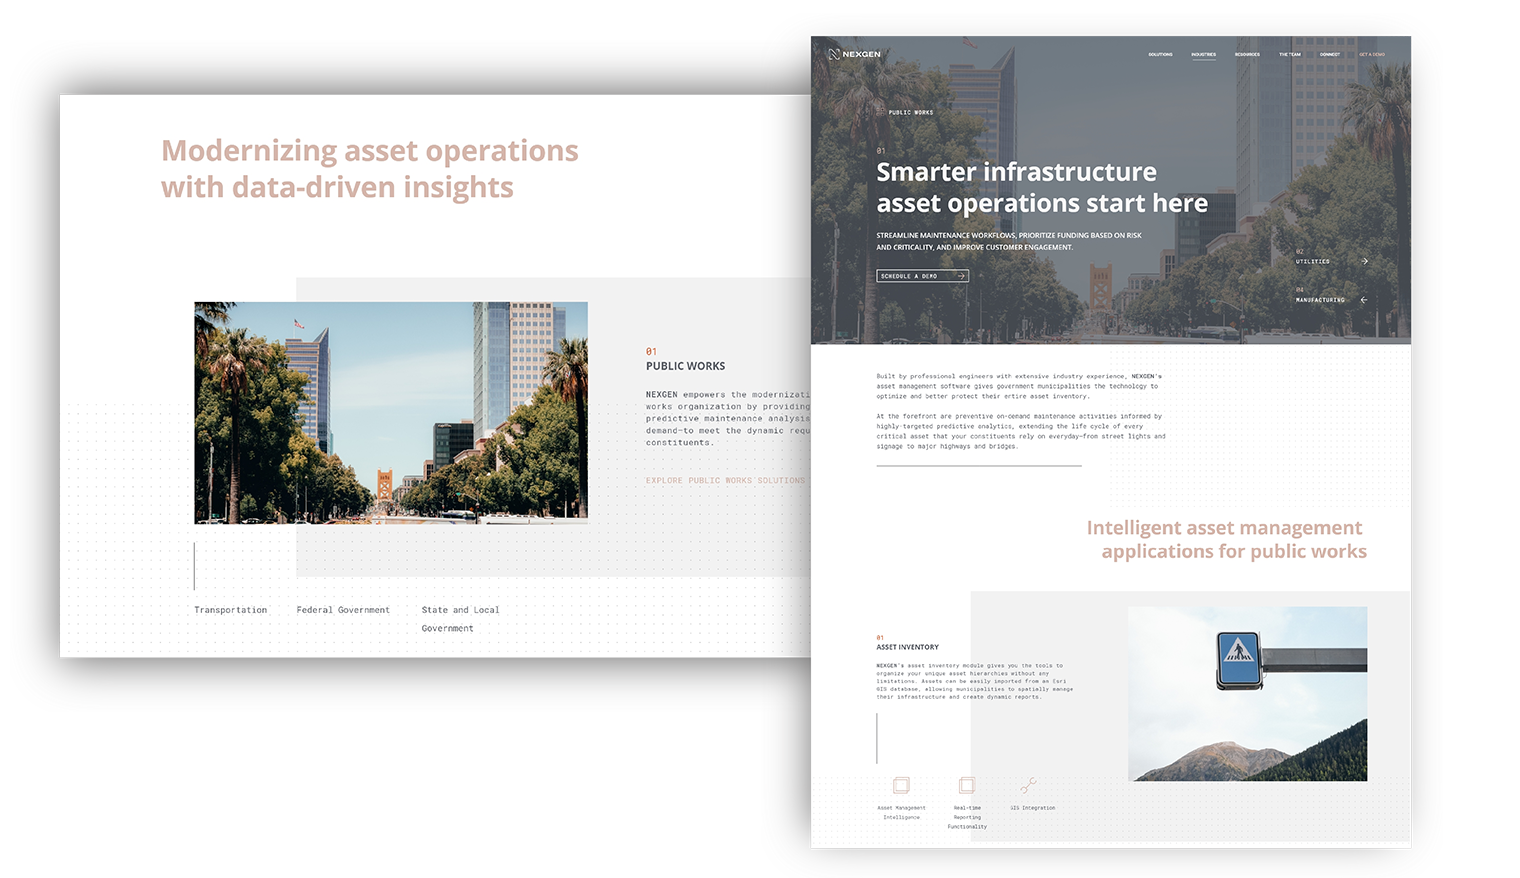 Modernizing asset operations
with data-driven insights
01
PUBLIC WORKS
NEXGEN empowers the modernizati
works organization by providing
predictive maintenance analysis
demand-to meet the dynamic requ
constituents.
EXPLORE PUBLIC WORKS SOLUTIONS
Transportation
Federal Government
State and Local
Government
NEXGEN
SOLUTIONS
INDUSTRIES
RESOURCES
THE TEAM
CONNECT
GET A DEMO
PUBLIC WORKS
01
Smarter infrastructure
asset operations start here
STREAMLINE MAINTENANCE WORKFLOWS, PRIORITIZE FUNDING BASED ON RISK
AND CRITICALITY, AND IMPROVE CUSTOMER ENGAGEMENT.
SCHEDULE A DEMO
02
UTILITIES
04
MANUFACTURING
Built by professional engineers with extensive industry experience, NEXGEN's
asset management software gives government municipalities the technology to
optimize and better protect their entire asset inventory.
At the forefront are preventive on-demand maintenance activities informed by
highly-targeted predictive analytics, extending the life cycle of every
critical asset that your constituents rely on everyday—from street lights and
signage to major highways and bridges.
Intelligent asset management
applications for public works
01
ASSET INVENTORY
NEXGEN's asset inventory module gives you the tools to
organize your unique asset hierarchies without any
limitations. Assets can be easily imported from an Esri
GIS database, allowing municipalities to spatially manage
their infrastructure and create dynamic reports.
Asset Management
Intelligence
Real-time
Reporting
Functionality
GIS Integration